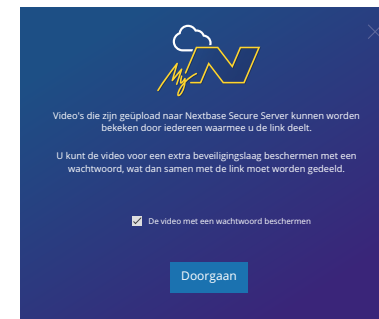 My N
Video's die zijn geüpload naar Nextbase Secure Server kunnen worden
bekeken door iedereen waarmee u de link deelt.
U kunt de video voor een extra beveiligingslaag beschermen met een
wachtwoord, wat dan samen met de link moet worden gedeeld.
De video met een wachtwoord beschermen
Doorgaan